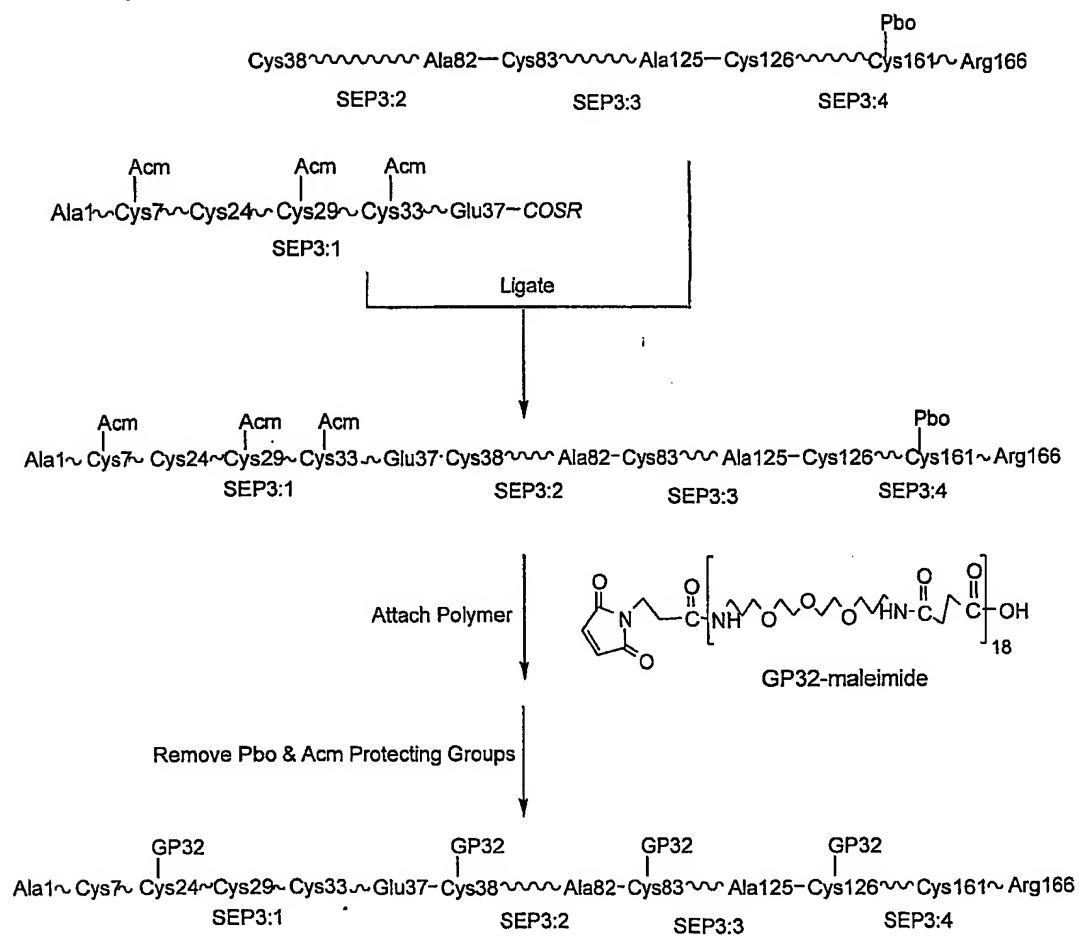 Pbo
Cys38 Ala82–Cys83 Ala125–Cys126 Cys161 Arg166
SEP3:2 SEP3:3 SEP3:4
Acm Acm Acm
Ala1 Cys7 Cys24 Cys29 Cys33 Glu37–COSR
SEP3:1
Ligate
Acm Acm Acm Pbo
Ala1 Cys7 Cys24 Cys29 Cys33 Glu37 Cys38 Ala82–Cys83 Ala125–Cys126 Cys161 Arg166
SEP3:1 SEP3:2 SEP3:3 SEP3:4
Attach Polymer
O N O O C NH O O O HN C O C O OH 18
GP32-maleimide
Remove Pbo & Acm Protecting Groups
GP32 GP32 GP32 GP32
Ala1 Cys7 Cys24 Cys29 Cys33 Glu37–Cys38 Ala82–Cys83 Ala125–Cys126 Cys161 Arg166
SEP3:1 SEP3:2 SEP3:3 SEP3:4